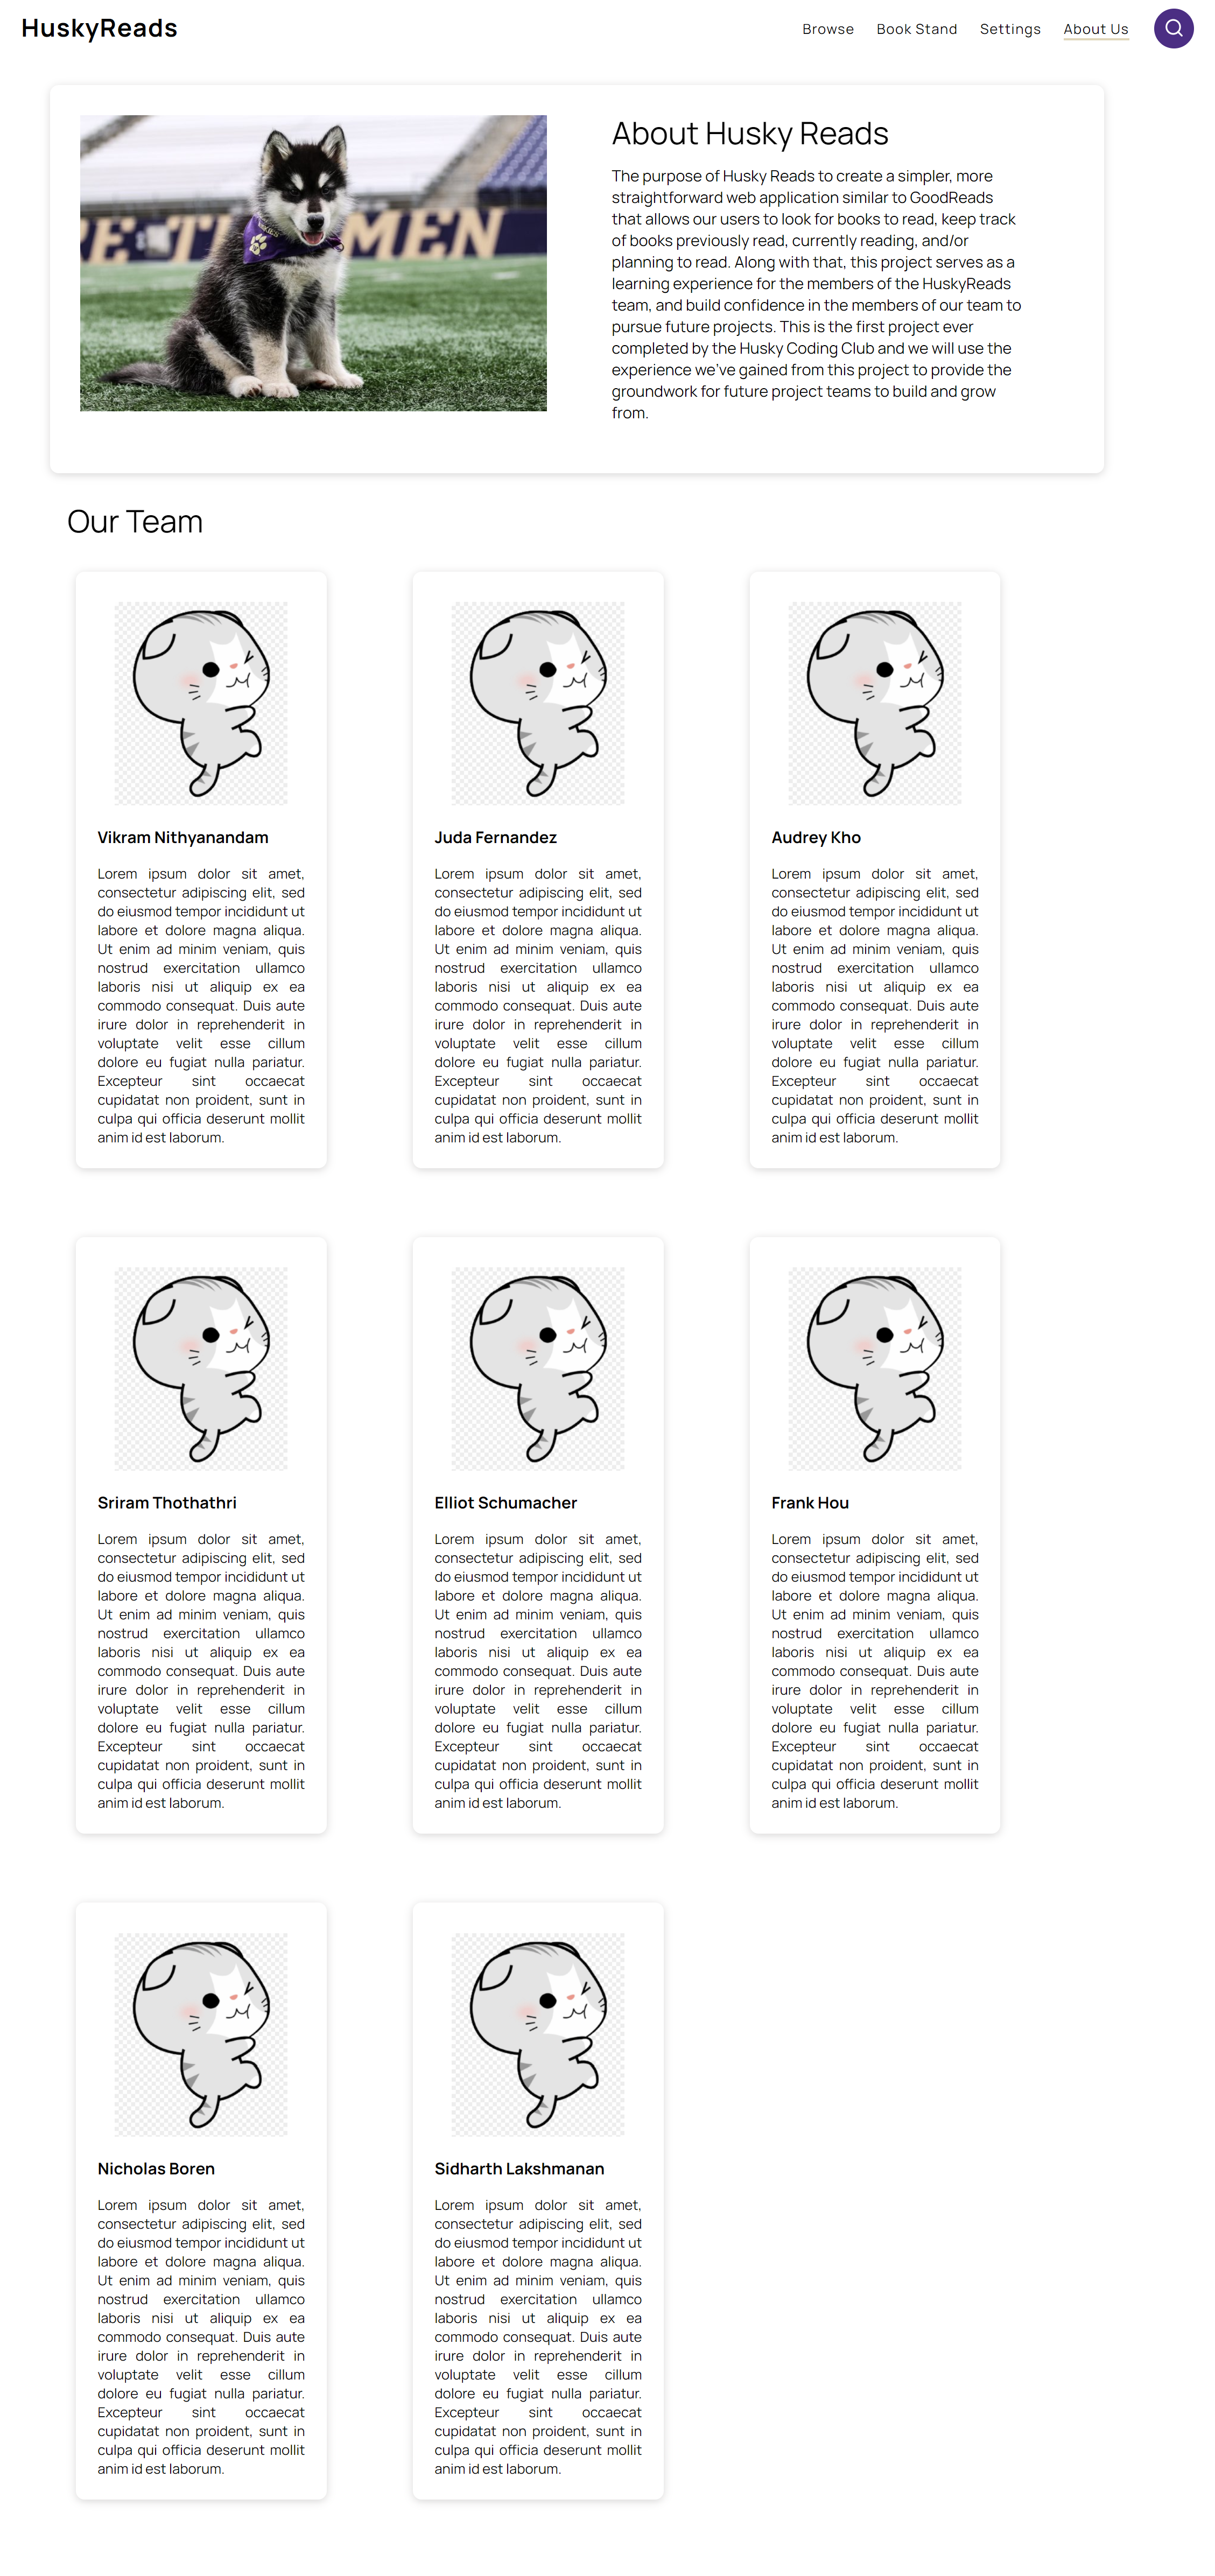 HuskyReads
Browse
Book Stand
Settings
About Us
RE T
MEN
About Husky Reads
The purpose of Husky Reads to create a simpler, more
straightforward web application similar to GoodReads
that allows our users to look for books to read, keep track
of books previously read, currently reading, and/or
planning to read. Along with that, this project serves as a
learning experience for the members of the HuskyReads
team, and build confidence in the members of our team to
pursue future projects. This is the first project ever
completed by the Husky Coding Club and we will use the
experience we've gained from this project to provide the
groundwork for future project teams to build and grow
from.
Our Team
Vikram Nithyanandam
Lorem ipsum dolor sit amet,
consectetur adipiscing elit, sed
do eiusmod tempor incididunt ut
labore et dolore magna aliqua.
Ut enim ad minim veniam, quis
nostrud exercitation ullamco
laboris nisi ut aliquip ex ea
commodo consequat. Duis aute
irure dolor in reprehenderit in
voluptate velit esse cillum
dolore eu fugiat nulla pariatur.
Excepteur sint occaecat
cupidatat non proident, sunt in
culpa qui officia deserunt mollit
anim id est laborum.
Juda Fernandez
Lorem ipsum dolor sit amet,
consectetur adipiscing elit, sed
do eiusmod tempor incididunt ut
labore et dolore magna aliqua.
Ut enim ad minim veniam, quis
nostrud exercitation ullamco
laboris nisi ut aliquip ex ea
commodo consequat. Duis aute
irure dolor in reprehenderit in
voluptate velit esse cillum
dolore eu fugiat nulla pariatur.
Excepteur sint occaecat
cupidatat non proident, sunt in
culpa qui officia deserunt mollit
anim id est laborum.
Audrey Kho
Lorem ipsum dolor sit amet,
consectetur adipiscing elit, sed
do eiusmod tempor incididunt ut
labore et dolore magna aliqua.
Ut enim ad minim veniam, quis
nostrud exercitation ullamco
laboris nisi ut aliquip ex ea
commodo consequat. Duis aute
irure dolor in reprehenderit in
voluptate velit esse cillum
dolore eu fugiat nulla pariatur.
Excepteur sint occaecat
cupidatat non proident, sunt in
culpa qui officia deserunt mollit
anim id est laborum.
Sriram Thothathri
Lorem ipsum dolor sit amet,
consectetur adipiscing elit, sed
do eiusmod tempor incididunt ut
labore et dolore magna aliqua.
Ut enim ad minim veniam, quis
nostrud exercitation ullamco
laboris nisi ut aliquip ex ea
commodo consequat. Duis aute
irure dolor in reprehenderit in
voluptate velit esse cillum
dolore eu fugiat nulla pariatur.
Excepteur sint occaecat
cupidatat non proident, sunt in
culpa qui officia deserunt mollit
anim id est laborum.
Elliot Schumacher
Lorem ipsum dolor sit amet,
consectetur adipiscing elit, sed
do eiusmod tempor incididunt ut
labore et dolore magna aliqua.
Ut enim ad minim veniam, quis
nostrud exercitation ullamco
laboris nisi ut aliquip ex ea
commodo consequat. Duis aute
irure dolor in reprehenderit in
voluptate velit esse cillum
dolore eu fugiat nulla pariatur.
Excepteur sint occaecat
cupidatat non proident, sunt in
culpa qui officia deserunt mollit
anim id est laborum.
Frank Hou
Lorem ipsum dolor sit amet,
consectetur adipiscing elit, sed
do eiusmod tempor incididunt ut
labore et dolore magna aliqua.
Ut enim ad minim veniam, quis
nostrud exercitation ullamco
laboris nisi ut aliquip ex ea
commodo consequat. Duis aute
irure dolor in reprehenderit in
voluptate velit esse cillum
dolore eu fugiat nulla pariatur.
Excepteur sint occaecat
cupidatat non proident, sunt in
culpa qui officia deserunt mollit
anim id est laborum.
Nicholas Boren
Lorem ipsum dolor sit amet,
consectetur adipiscing elit, sed
do eiusmod tempor incididunt ut
labore et dolore magna aliqua.
Ut enim ad minim veniam, quis
nostrud exercitation ullamco
laboris nisi ut aliquip ex ea
commodo consequat. Duis aute
irure dolor in reprehenderit in
voluptate velit esse cillum
dolore eu fugiat nulla pariatur.
Excepteur sint occaecat
cupidatat non proident, sunt in
culpa qui officia deserunt mollit
anim id est laborum.
Sidharth Lakshmanan
Lorem ipsum dolor sit amet,
consectetur adipiscing elit, sed
do eiusmod tempor incididunt ut
labore et dolore magna aliqua.
Ut enim ad minim veniam, quis
nostrud exercitation ullamco
laboris nisi ut aliquip ex ea
commodo consequat. Duis aute
irure dolor in reprehenderit in
voluptate velit esse cillum
dolore eu fugiat nulla pariatur.
Excepteur sint occaecat
cupidatat non proident, sunt in
culpa qui officia deserunt mollit
anim id est laborum.